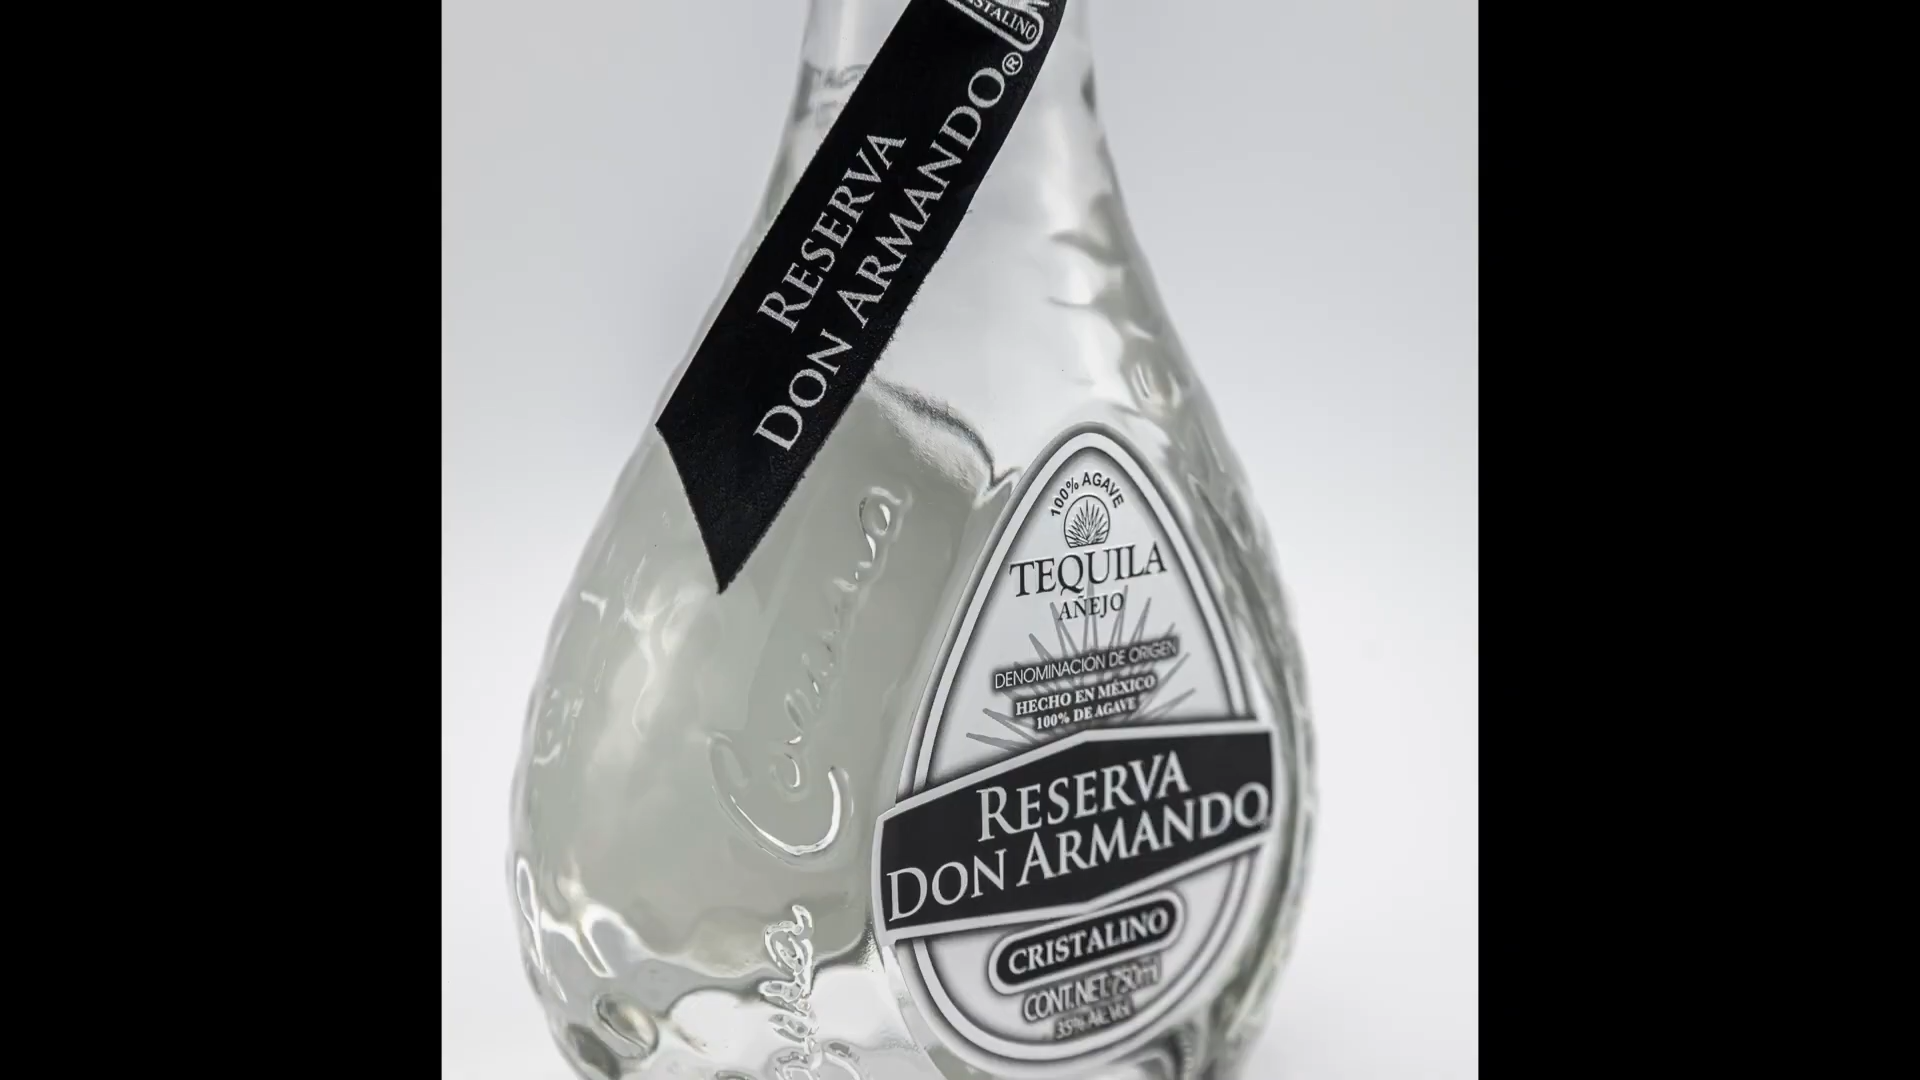 CRISTALINO
RESERVA
DON ARMANDO®
100% AGAVE
TEQUILA
AÑEJO
DENOMINACIÓN DE ORIGEN
HECHO EN MÉXICO
100% DE AGAVE
RESERVA
DON ARMANDO
CRISTALINO
CONT. NET. 750ml
35% Alc. Vol.